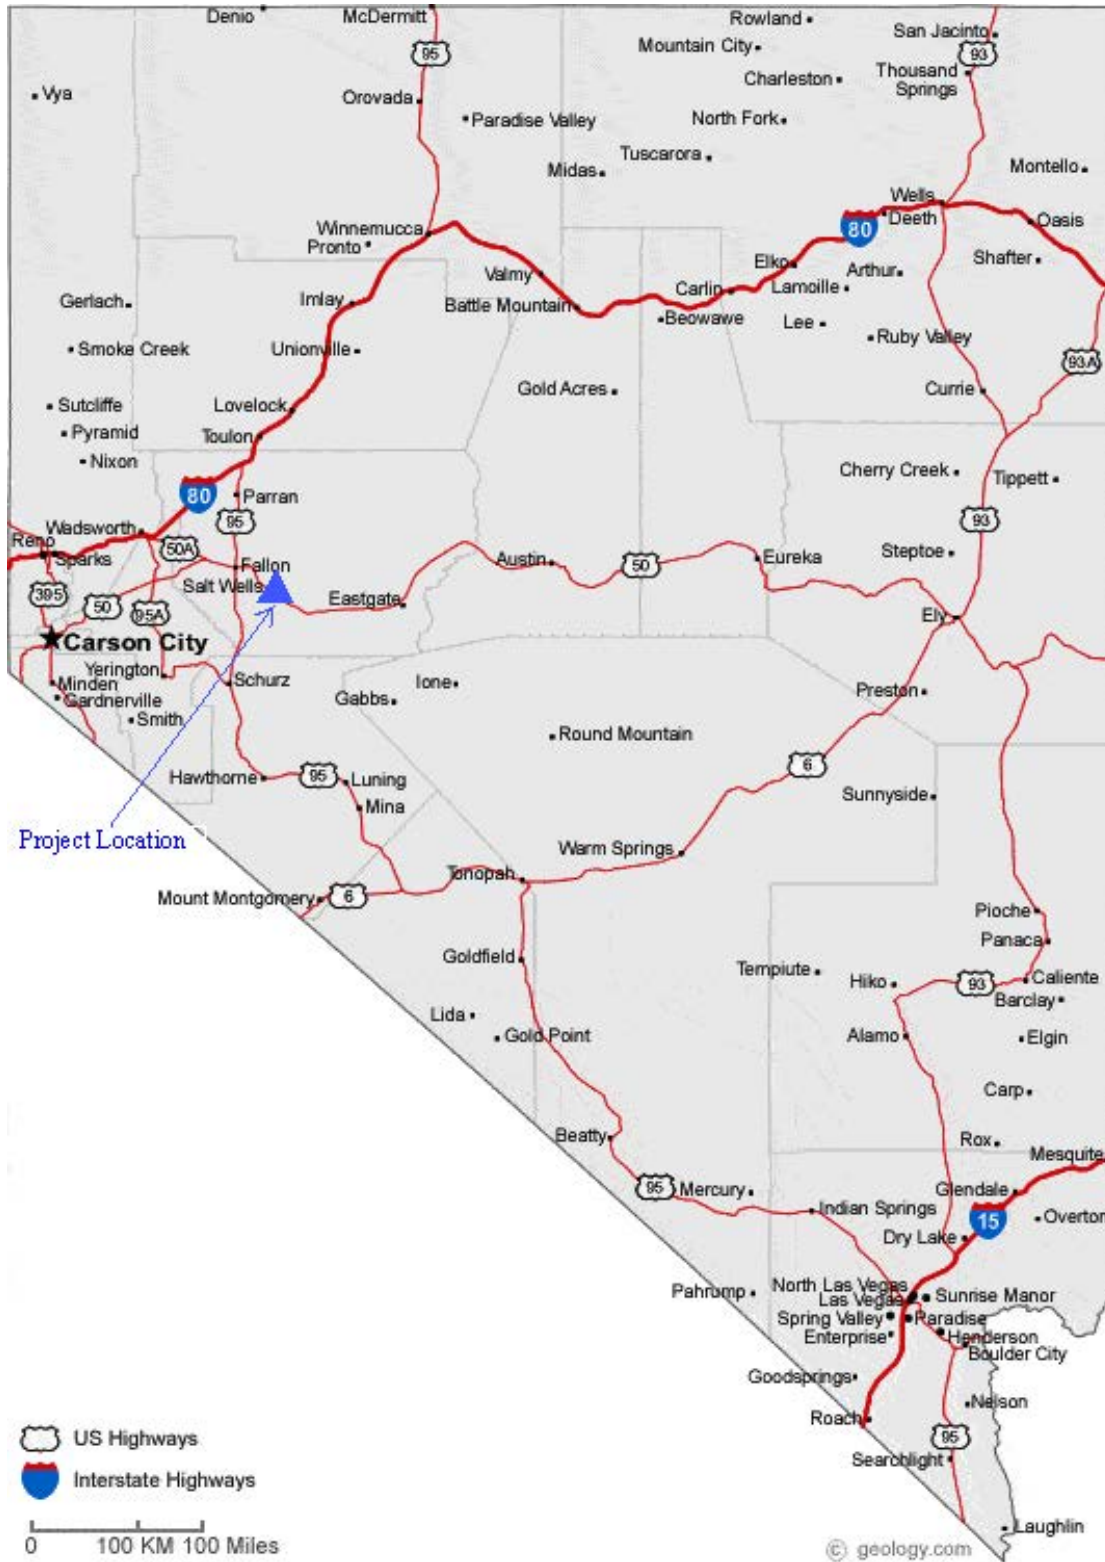 Denio
McDermitt
Rowland
San Jacinto
95
Mountain City
93
Thousand
Springs
Charleston
Vya
Orovada
Paradise Valley
North Fork
Tuscarora
Midas
Montello
Wells
Deeth
Oasis
80
Winnemucca
Pronto
Valmy
Elko
Arthur
Shafter
Gerlach
Imlay
Battle Mountain
Carlin
Lamoille
Beowawe
Lee
Ruby Valley
Smoke Creek
Unionville
93A
Gold Acres
Currie
Sutcliffe
Lovelock
Pyramid
Toulon
Nixon
Cherry Creek
Tippett
80
Parran
95
93
Wadsworth
Reno
Sparks
50A
Fallon
Austin
50
Eureka
Steptoe
Salt Wells
395
50
95A
Eastgate
Ely
Carson City
Yerington
Minden
Gardnerville
Smith
Schurz
Ione
Gabbs
Preston
Round Mountain
Hawthorne
95
Luning
Mina
6
Sunnyside
Project Location
Warm Springs
Tonopah
Mount Montgomery
6
Pioche
Panaca
Goldfield
Tempiute
Hiko
93
Caliente
Barclay
Lida
Gold Point
Alamo
Elgin
Carp
Beatty
Rox
Mesquite
95
Mercury
Glendale
Indian Springs
15
Overton
Dry Lake
North Las Vegas
Pahrump
Las Vegas
Sunrise Manor
Spring Valley
Paradise
Enterprise
Henderson
Boulder City
Goodsprings
Nelson
Roach
95
Searchlight
US Highways
Interstate Highways
Laughlin
0 100 KM 100 Miles
© geology.com